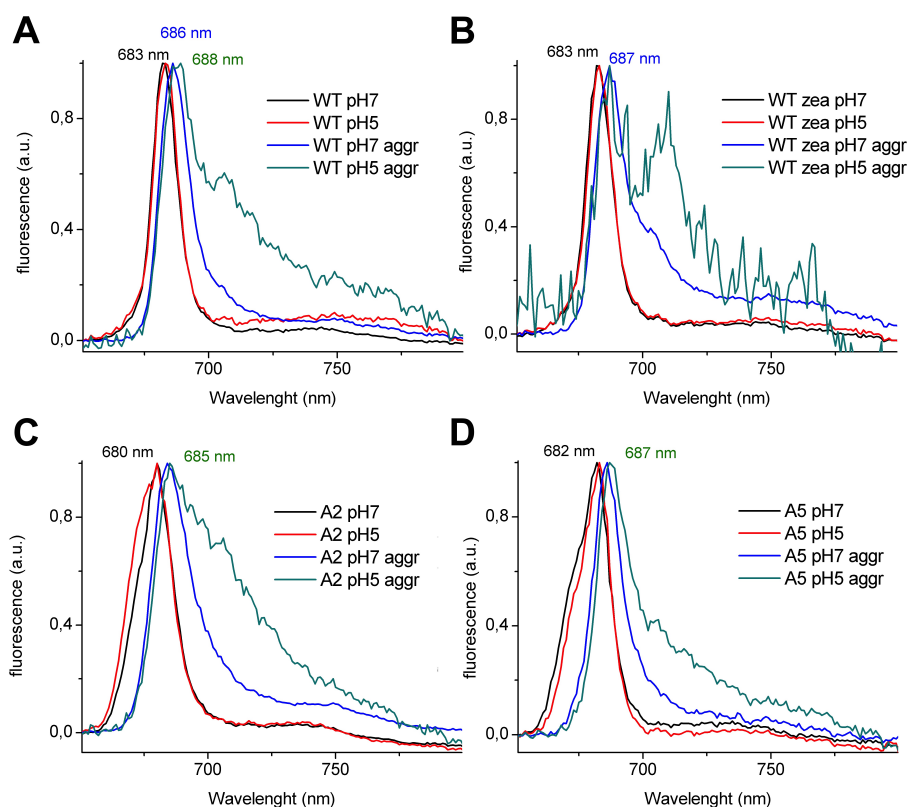 A
686 nm
683 nm
688 nm
WT pH7
WT pH5
WT pH7 aggr
WT pH5 aggr
fluorescence (a.u.)
0,8
0,4
0,0
700
750
Wavelenght (nm)
B
683 nm
687 nm
WT zea pH7
WT zea pH5
WT zea pH7 aggr
WT zea pH5 aggr
fluorescence (a.u.)
0,8
0,4
0,0
700
750
Wavelenght (nm)
C
680 nm
685 nm
A2 pH7
A2 pH5
A2 pH7 aggr
A2 pH5 aggr
fluorescence (a.u.)
0,8
0,4
0,0
700
750
Wavelenght (nm)
D
682 nm
687 nm
A5 pH7
A5 pH5
A5 pH7 aggr
A5 pH5 aggr
fluorescence (a.u.)
0,8
0,4
0,0
700
750
Wavelenght (nm)